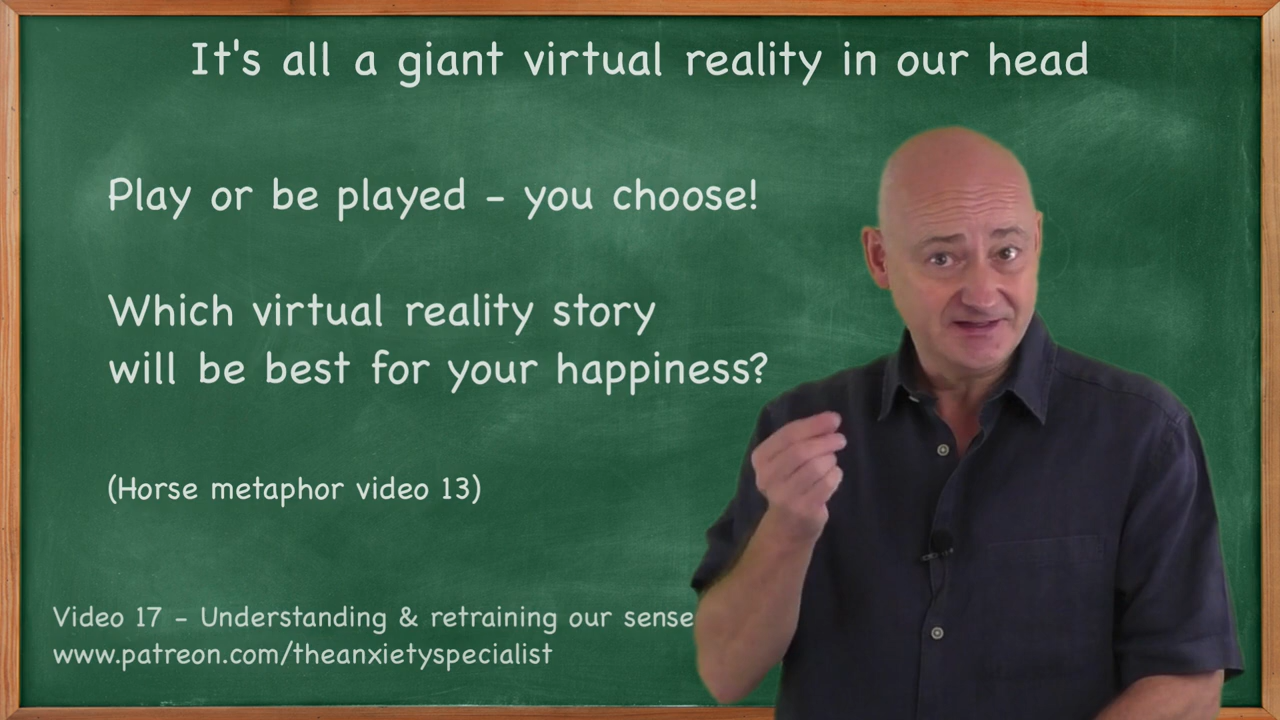 It's all a giant virtual reality in our head
Play or be played - you choose!
Which virtual reality story
will be best for your happiness?
(Horse metaphor video 13)
Video 17 - Understanding & retraining our sense
www.patreon.com/theanxietyspecialist